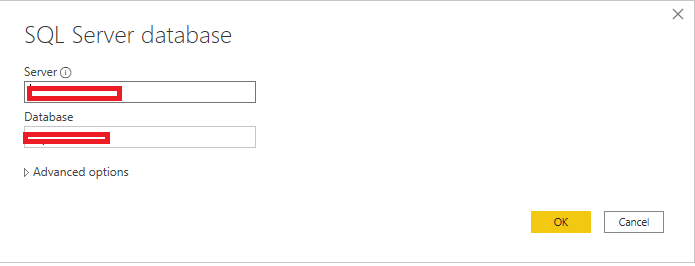 SQL Server database
Server
Database
Advanced options
OK
Cancel